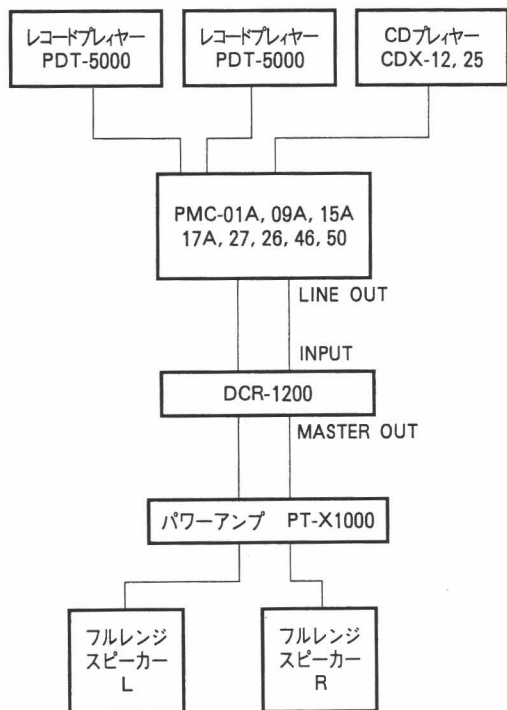 レコードプレィヤー
PDT-5000
レコードプレィヤー
PDT-5000
CDプレィヤー
CDX-12, 25
PMC-01A, 09A, 15A
17A, 27, 26, 46, 50
LINE OUT
INPUT
DCR-1200
MASTER OUT
パワーアンプ PT-X1000
フルレンジ
スピーカー
L
フルレンジ
スピーカー
R